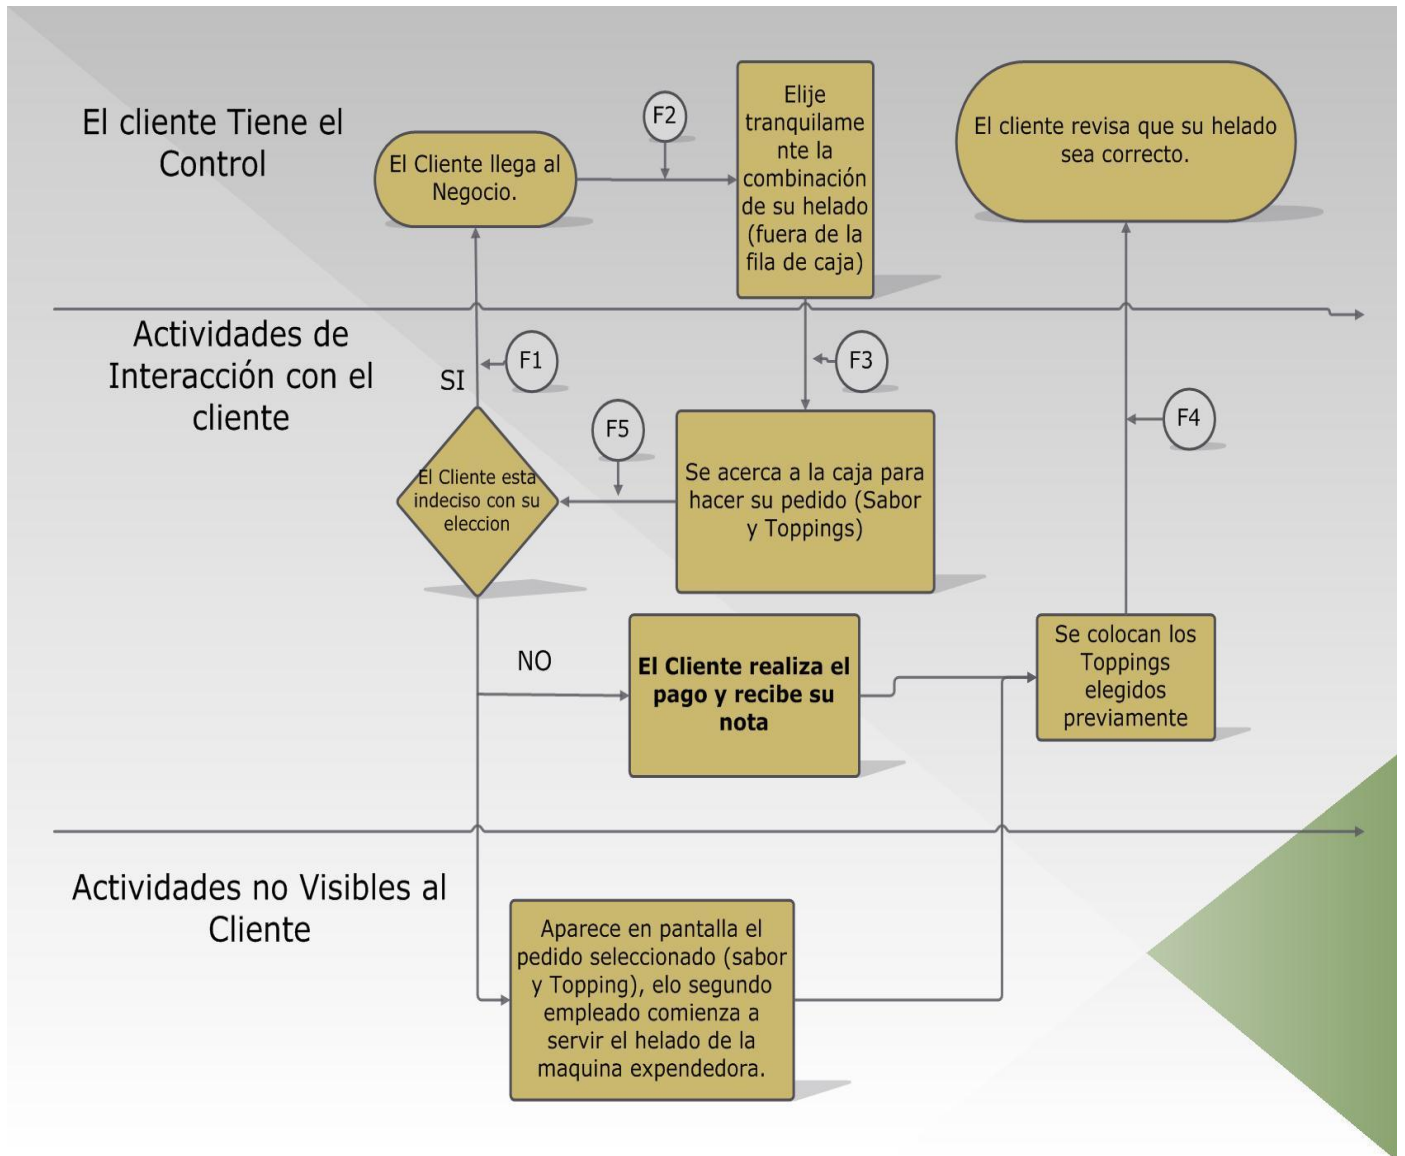 El cliente Tiene el
Control
El Cliente llega al
Negocio.
F2
Elije
tranquilame
nte la
combinación
de su helado
(fuera de la
fila de caja)
El cliente revisa que su helado
sea correcto.
Actividades de
Interacción con el
cliente
SI
F1
F3
F5
F4
El Cliente esta
indeciso con su
eleccion
Se acerca a la caja para
hacer su pedido (Sabor
y Toppings)
NO
El Cliente realiza el
pago y recibe su
nota
Se colocan los
Toppings
elegidos
previamente
Actividades no Visibles al
Cliente
Aparece en pantalla el
pedido seleccionado (sabor
y Topping), elo segundo
empleado comienza a
servir el helado de la
maquina expendedora.